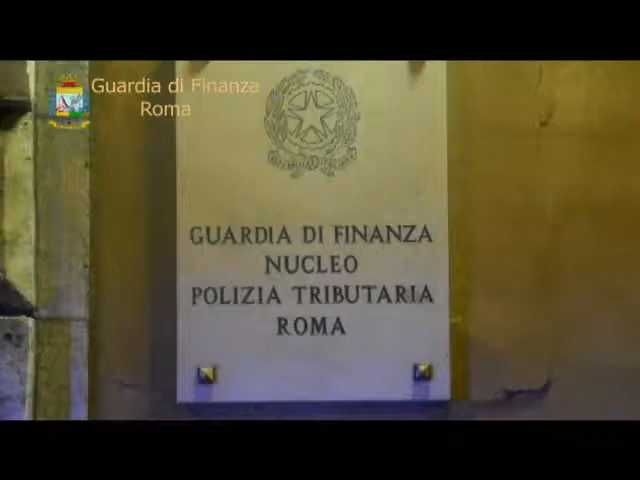 Guardia di Finanza
Roma
GUARDIA DI FINANZA
NUCLEO
POLIZIA TRIBUTARIA
ROMA